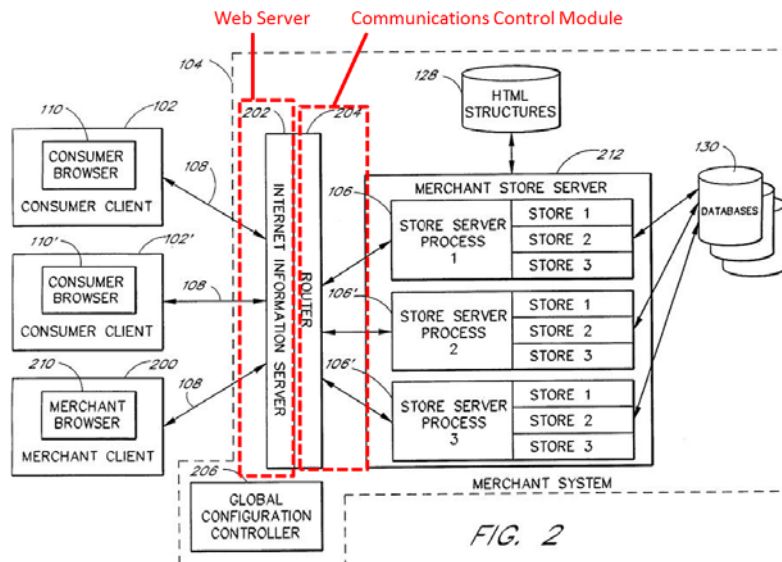 Web Server
Communications Control Module
104
128
HTML
STRUCTURES
110
102
202
204
212
130
CONSUMER
BROWSER
CONSUMER CLIENT
108
INTERNET INFORMATION SERVER
ROUTER
MERCHANT STORE SERVER
106
STORE SERVER
PROCESS
1
STORE 1
STORE 2
STORE 3
DATABASES
110'
102'
CONSUMER
BROWSER
CONSUMER CLIENT
108
106'
STORE SERVER
PROCESS
2
STORE 1
STORE 2
STORE 3
210
200
MERCHANT
BROWSER
MERCHANT CLIENT
108
106'
STORE SERVER
PROCESS
3
STORE 1
STORE 2
STORE 3
MERCHANT SYSTEM
206
GLOBAL
CONFIGURATION
CONTROLLER
FIG. 2